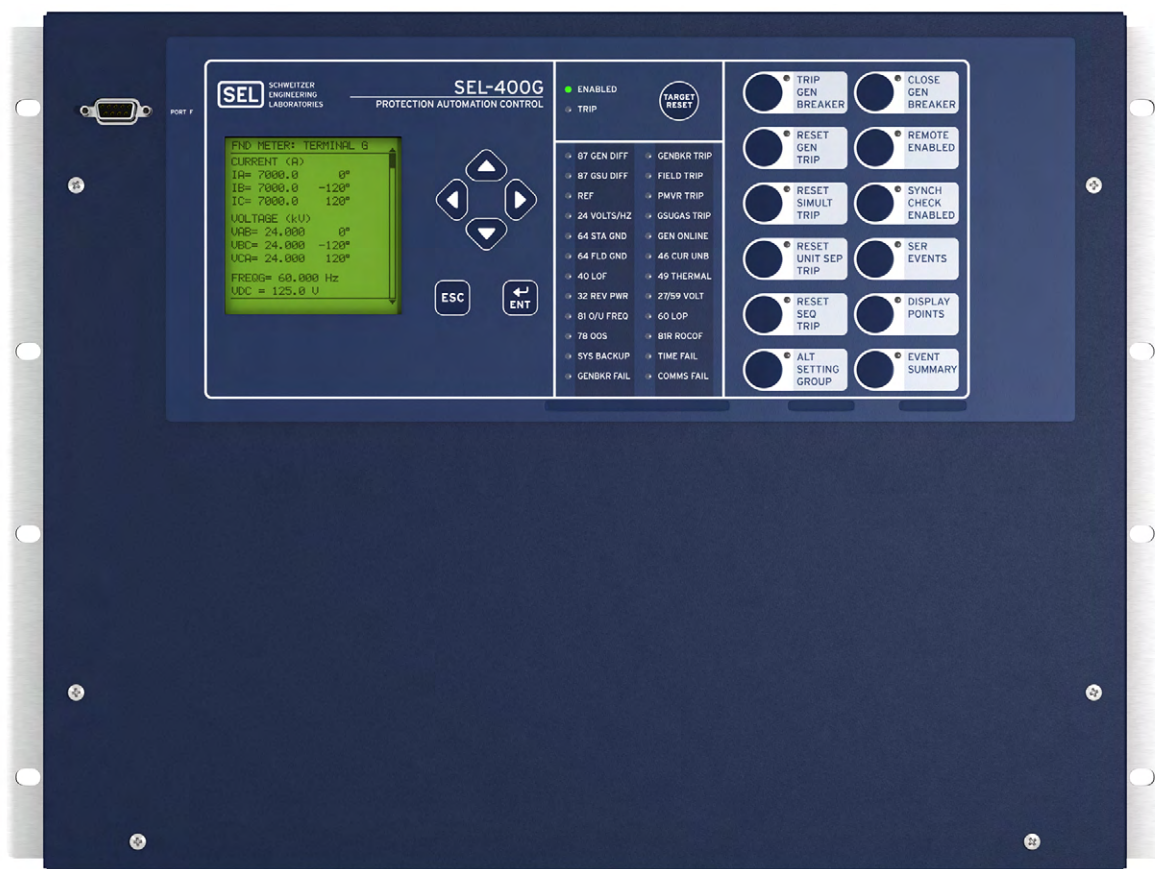 PORT F
SEL
SCHWEITZER
ENGINEERING
LABORATORIES
SEL-400G
PROTECTION AUTOMATION CONTROL
FND METER: TERMINAL G
CURRENT (A)
IA= 7000.0 0°
IB= 7000.0 -120°
IC= 7000.0 120°
VOLTAGE (kV)
VAB= 24.000 0°
VBC= 24.000 -120°
VCA= 24.000 120°
FREQG= 60.000 Hz
VDC = 125.0 V
ESC
ENT
ENABLED
TRIP
TARGET
RESET
87 GEN DIFF
87 GSU DIFF
REF
24 VOLTS/HZ
64 STA GND
64 FLD GND
40 LOF
32 REV PWR
81 O/U FREQ
78 OOS
SYS BACKUP
GENBKR FAIL
GENBKR TRIP
FIELD TRIP
PMVR TRIP
GSUGAS TRIP
GEN ONLINE
46 CUR UNB
49 THERMAL
27/59 VOLT
60 LOP
81R ROCOF
TIME FAIL
COMMS FAIL
TRIP
GEN
BREAKER
RESET
GEN
TRIP
RESET
SIMULT
TRIP
RESET
UNIT SEP
TRIP
RESET
SEQ
TRIP
ALT
SETTING
GROUP
CLOSE
GEN
BREAKER
REMOTE
ENABLED
SYNCH
CHECK
ENABLED
SER
EVENTS
DISPLAY
POINTS
EVENT
SUMMARY